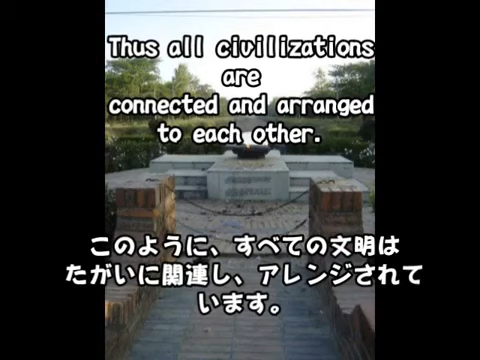 Thus all civilizations
are
connected and arranged
to each other.
このように、すべての文明は
たがいに関連し、アレンジされて
います。